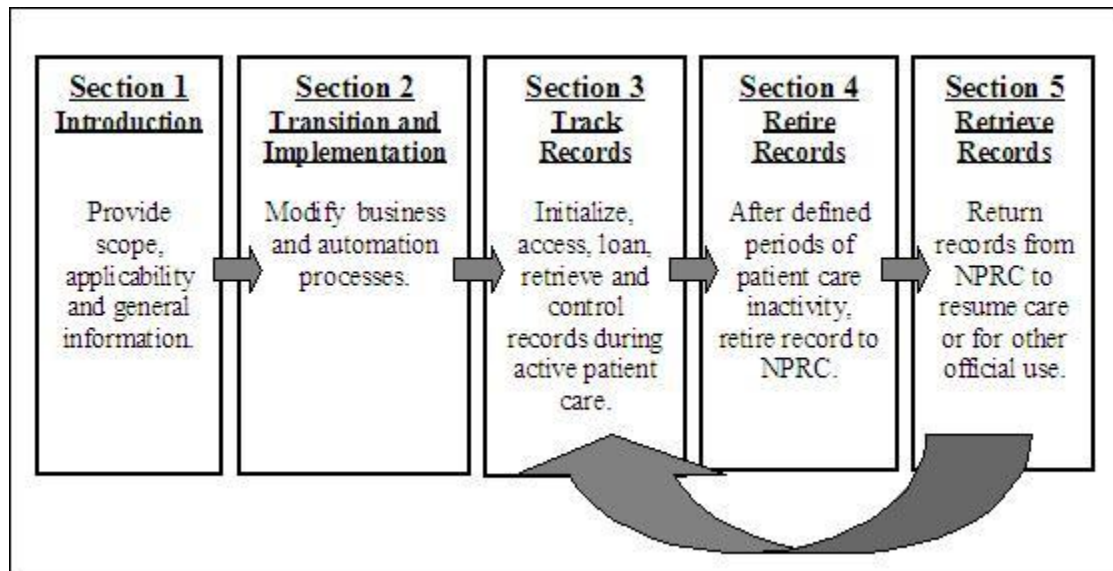 Section 1
Introduction
Provide
scope,
applicability
and general
information.
Section 2
Transition and
Implementation
Modify business
and automation
processes.
Section 3
Track
Records
Initialize,
access, loan,
retrieve and
control
records during
active patient
care.
Section 4
Retire
Records
After defined
periods of
patient care
inactivity,
retire record to
NPRC.
Section 5
Retrieve
Records
Return
records from
NPRC to
resume care
or for other
official use.